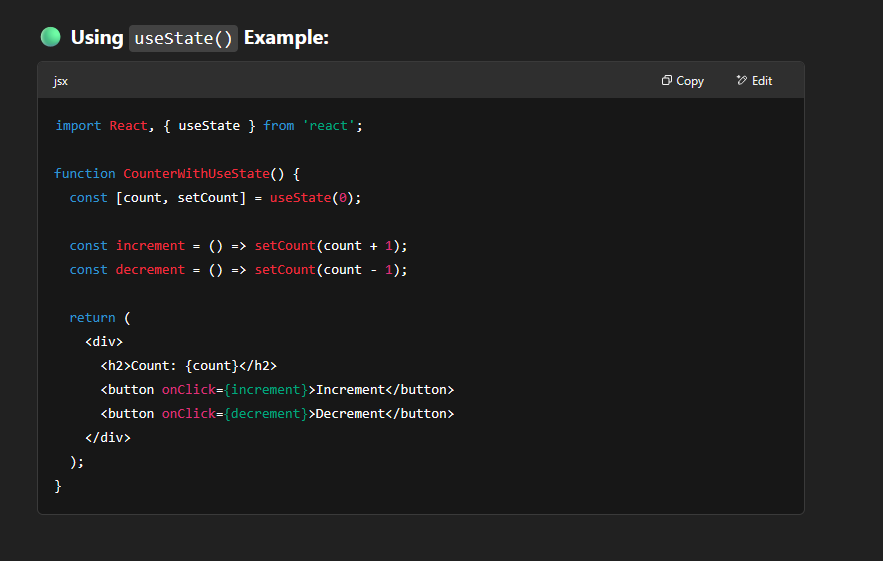 Using useState() Example:
jsx Copy Edit
import React, { useState } from 'react';
function CounterWithUseState() {
  const [count, setCount] = useState(0);
  const increment = () => setCount(count + 1);
  const decrement = () => setCount(count - 1);
  return (
    <div>
      <h2>Count: {count}</h2>
      <button onClick={increment}>Increment</button>
      <button onClick={decrement}>Decrement</button>
    </div>
  );
}